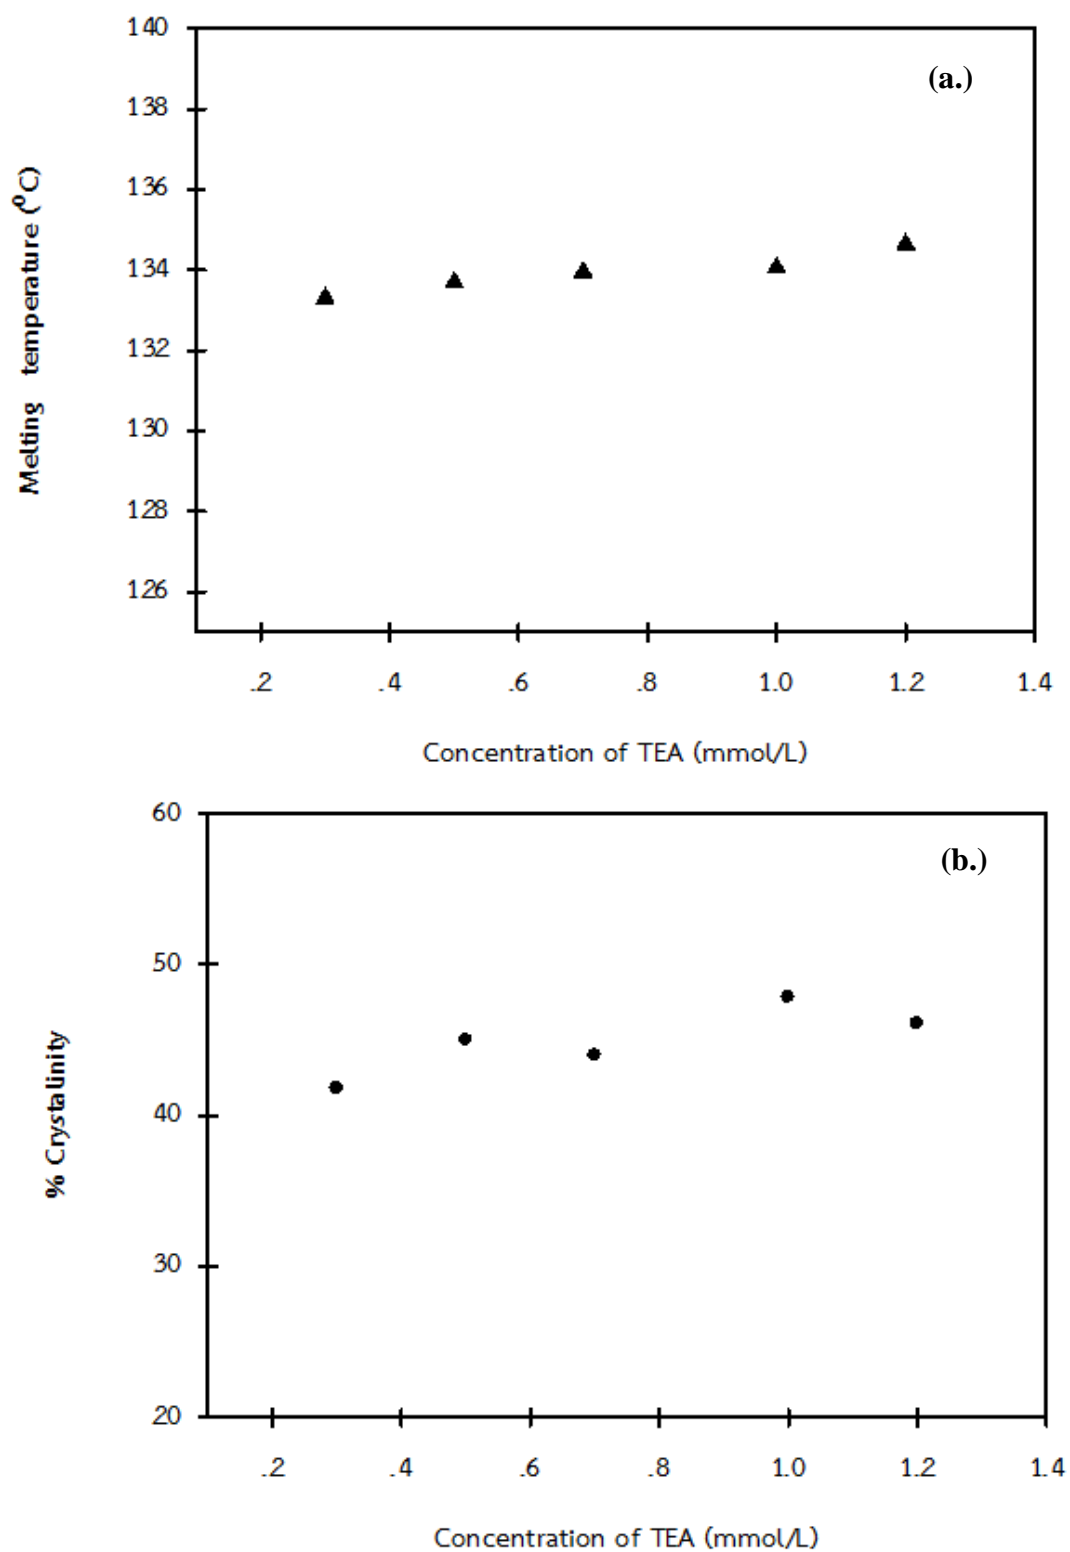 140
(a.)
138
136
134
132
130
128
126
Melting temperature (⁰C)
.2 .4 .6 .8 1.0 1.2 1.4
Concentration of TEA (mmol/L)
60
(b.)
50
40
30
20
% Crystalinity
.2 .4 .6 .8 1.0 1.2 1.4
Concentration of TEA (mmol/L)